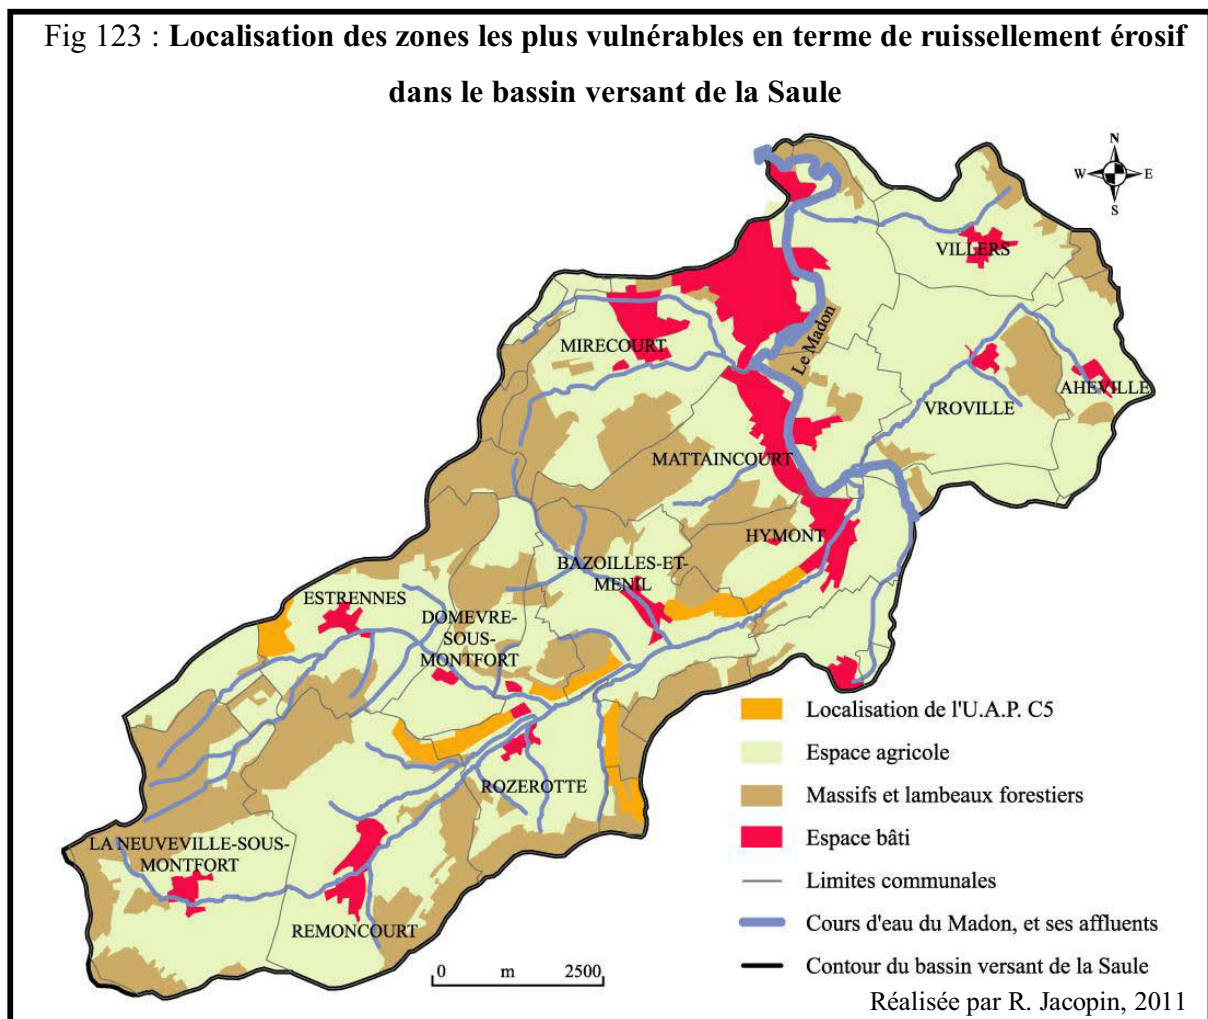 Fig 123 : Localisation des zones les plus vulnérables en terme de ruissellement érosif
dans le bassin versant de la Saule
N
W
E
S
VILLERS
Le Madon
MIRECOURT
AHEVILLE
VROVILLE
MATTAINCOURT
HYMONT
BAZOILLES-ET-
MENIL
ESTRENNES
DOMEVRE-
SOUS-
MONTFORT
ROZEROTTE
LA NEUVEVILLE-SOUS-
MONTFORT
REMONCOURT
Localisation de l'U.A.P. C5
Espace agricole
Massifs et lambeaux forestiers
Espace bâti
Limites communales
Cours d'eau du Madon, et ses affluents
Contour du bassin versant de la Saule
0 m 2500
Réalisée par R. Jacopin, 2011